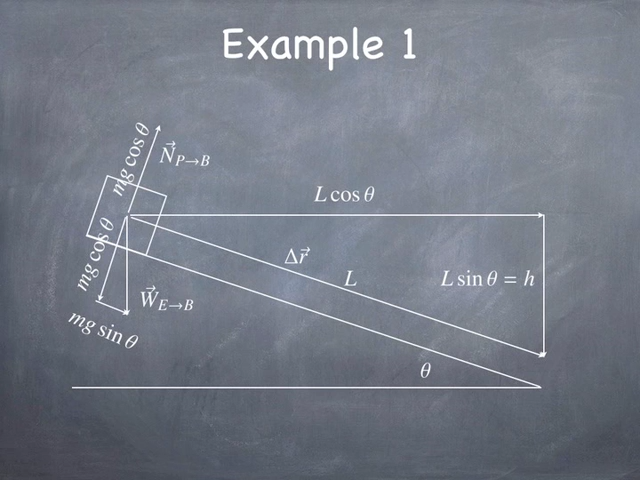 Example 1
mg cos θ
N⃗ P→B
L cos θ
mg cos θ
Δr⃗
L
L sin θ = h
W⃗ E→B
mg sin θ
θ